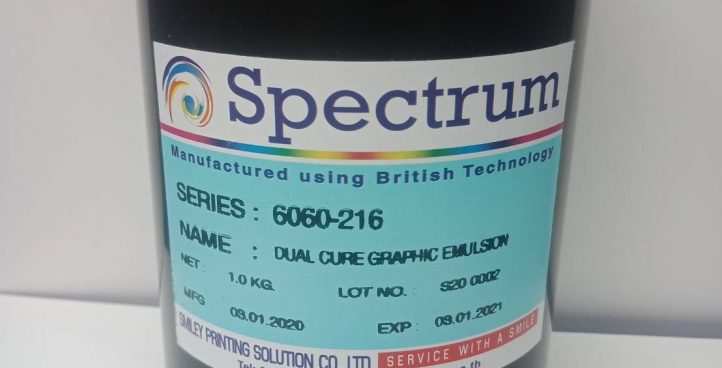 Spectrum
Manufactured using British Technology
SERIES : 6060-216
NAME : DUAL CURE GRAPHIC EMULSION
NET : 1.0 KG. LOT NO. : S20 0002
MFG 09.01.2020 EXP : 09.01.2021
SMILEY PRINTING SOLUTION CO., LTD. SERVICE WITH A SMILE